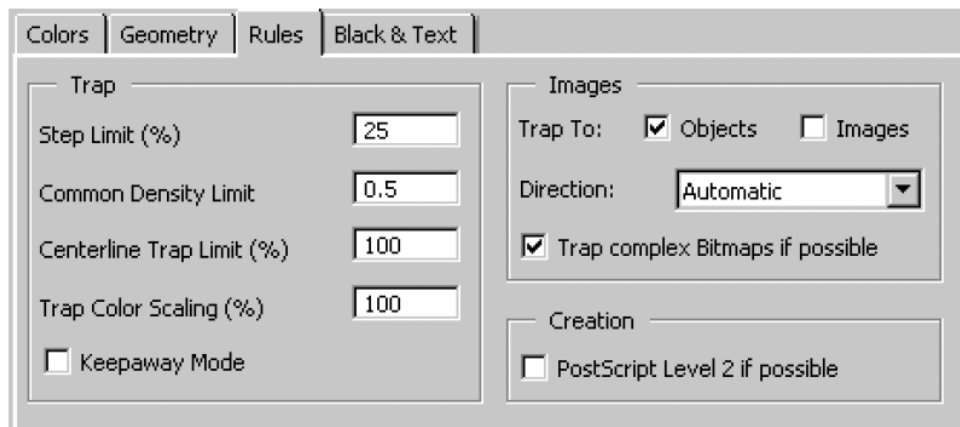 Colors Geometry Rules Black & Text
Trap
Step Limit (%) 25
Common Density Limit 0.5
Centerline Trap Limit (%) 100
Trap Color Scaling (%) 100
Keepaway Mode
Images
Trap To: Objects Images
Direction: Automatic
Trap complex Bitmaps if possible
Creation
PostScript Level 2 if possible